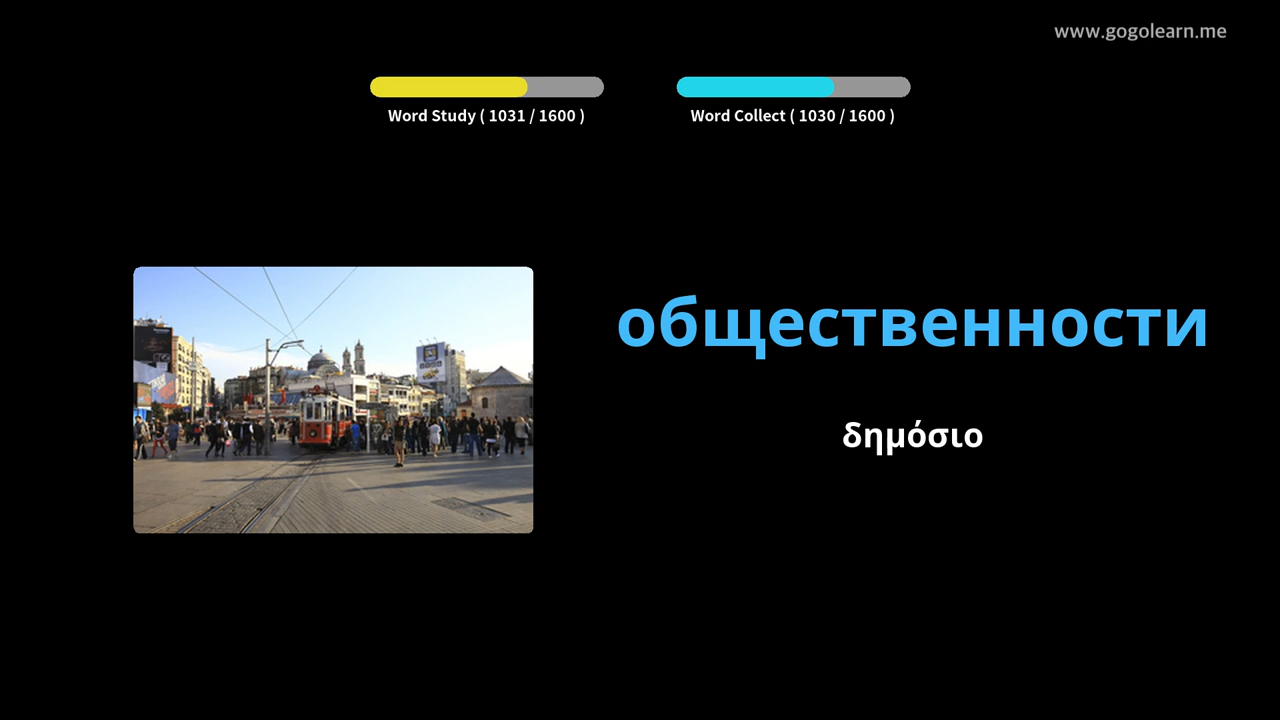 www.gogolearn.me
Word Study ( 1031 / 1600 )
Word Collect ( 1030 / 1600 )
общественности
δημόσιο